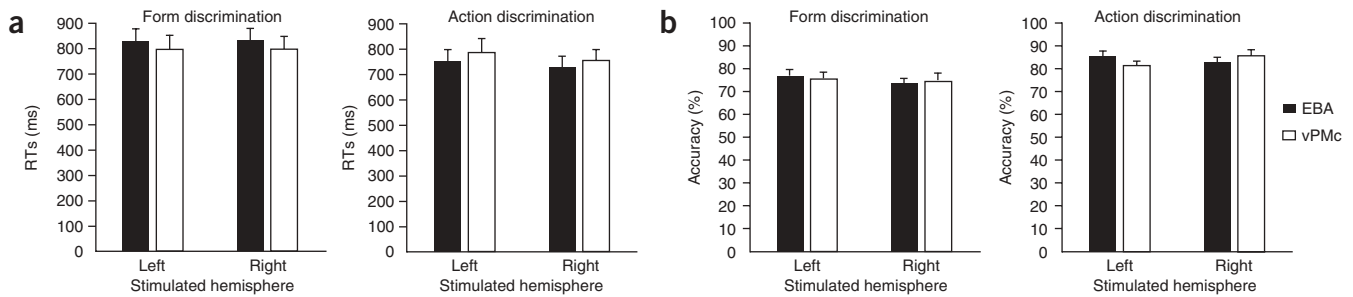 a
Form discrimination
900
800
700
600
500
400
300
200
100
0
RTs (ms)
Left
Right
Stimulated hemisphere
Action discrimination
900
800
700
600
500
400
300
200
100
0
RTs (ms)
Left
Right
Stimulated hemisphere
b
Form discrimination
100
90
80
70
60
50
40
30
20
10
0
Accuracy (%)
Left
Right
Stimulated hemisphere
Action discrimination
100
90
80
70
60
50
40
30
20
10
0
Accuracy (%)
Left
Right
Stimulated hemisphere
EBA
vPMc